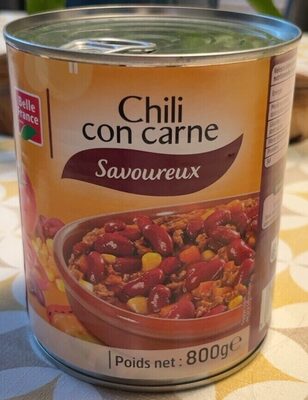 Belle
France
Chili
con carne
Savoureux
Poids net : 800g℮